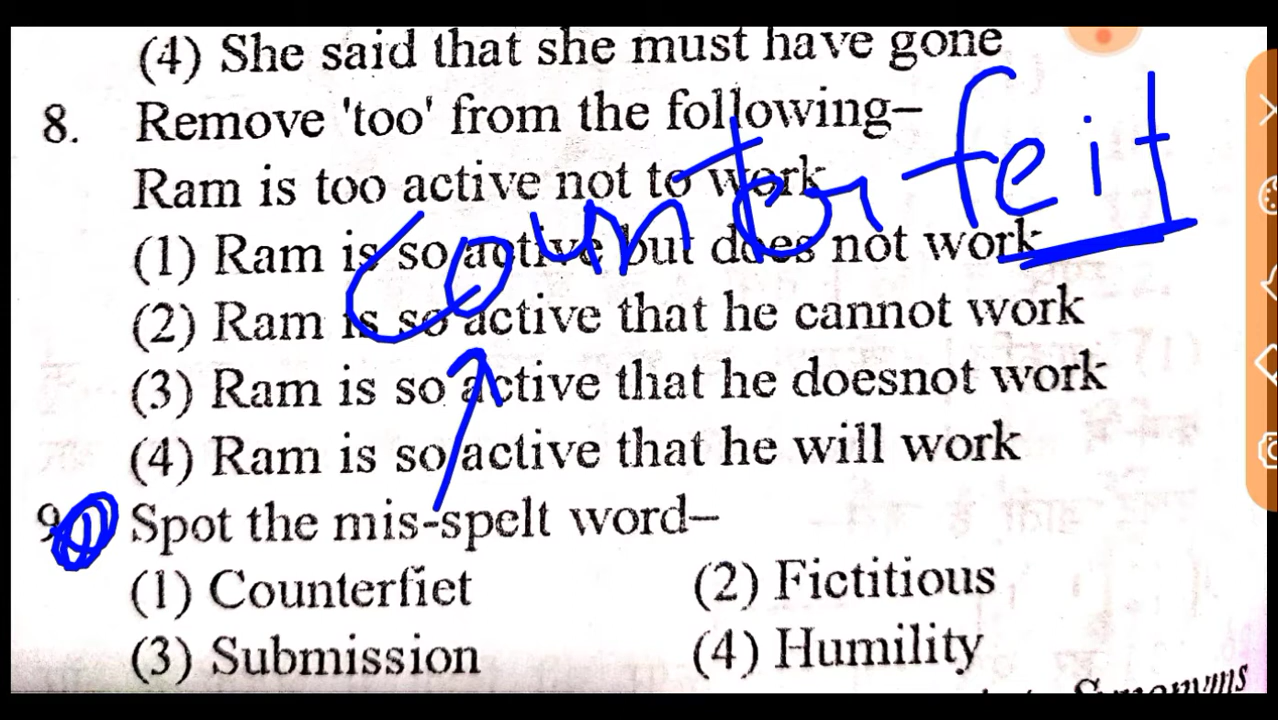 (4) She said that she must have gone
8. Remove 'too' from the following–
Ram is too active not to work
counterfeit
(1) Ram is so active but does not work
(2) Ram is so active that he cannot work
(3) Ram is so active that he doesnot work
(4) Ram is so active that he will work
9. Spot the mis-spelt word–
(1) Counterfiet (2) Fictitious
(3) Submission (4) Humility
Synonyms